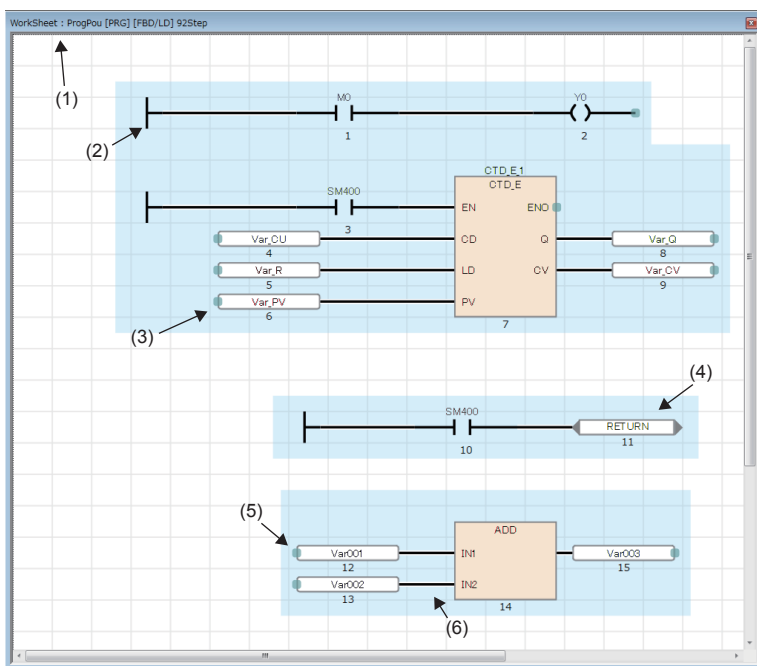 WorkSheet : ProgPou [PRG] [FBD/LD] 92Step
(1)
M0
Y0
1
2
(2)
CTD_E_1
CTD_E
SM400
EN
ENO
3
Var_CU
CD
Q
Var_Q
4
8
Var_R
LD
CV
Var_CV
5
9
Var_PV
PV
6
7
(3)
(4)
SM400
RETURN
10
11
(5)
ADD
Var001
IN1
Var003
12
15
Var002
IN2
13
14
(6)